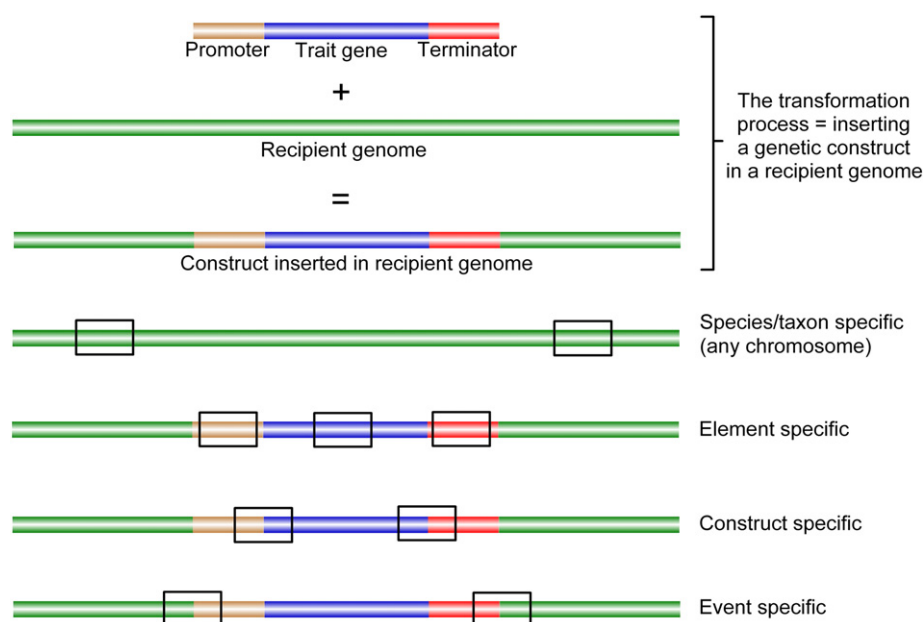 Promoter Trait gene Terminator
+
Recipient genome
=
Construct inserted in recipient genome
The transformation
process = inserting
a genetic construct
in a recipient genome
Species/taxon specific
(any chromosome)
Element specific
Construct specific
Event specific